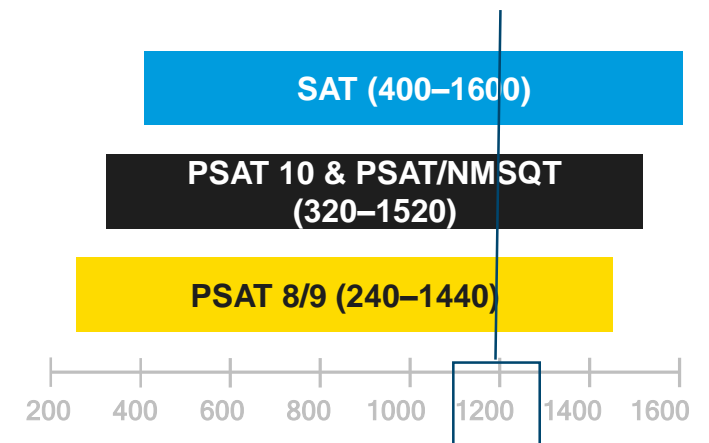 SAT (400–1600)
PSAT 10 & PSAT/NMSQT
(320–1520)
PSAT 8/9 (240–1440)
200 400 600 800 1000 1200 1400 1600